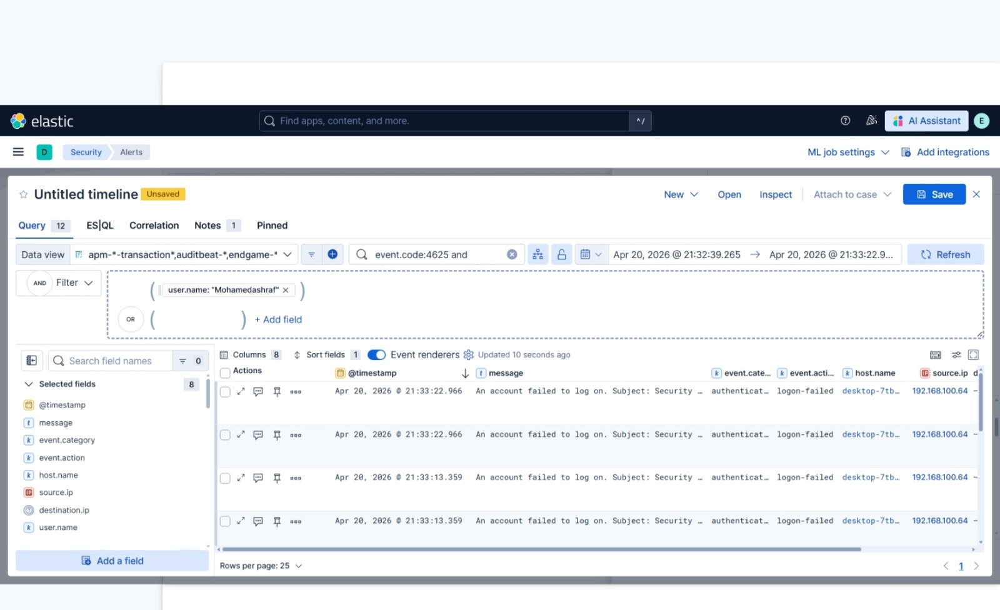 elastic
Find apps, content, and more.
^/
AI Assistant
E
D
Security
Alerts
ML job settings
Add integrations
Untitled timeline
Unsaved
New
Open
Inspect
Attach to case
Save
Query 12
ES|QL
Correlation
Notes 1
Pinned
Data view
apm-*-transaction*,auditbeat-*,endgame-*
event.code:4625 and
Apr 20, 2026 @ 21:32:39.265
Apr 20, 2026 @ 21:33:22.9...
Refresh
AND
Filter
( user.name: "Mohamedashraf" )
OR
( )
+ Add field
Search field names
0
Columns 8
Sort fields 1
Event renderers
Updated 10 seconds ago
Selected fields 8
@timestamp
message
event.category
event.action
host.name
source.ip
destination.ip
user.name
Add a field
Actions @timestamp message event.cate... event.acti... host.name source.ip d
Apr 20, 2026 @ 21:33:22.966 An account failed to log on. Subject: Security … authenticat… logon-failed desktop-7tb… 192.168.100.64 –
Apr 20, 2026 @ 21:33:22.966 An account failed to log on. Subject: Security … authenticat… logon-failed desktop-7tb… 192.168.100.64 –
Apr 20, 2026 @ 21:33:13.359 An account failed to log on. Subject: Security … authenticat… logon-failed desktop-7tb… 192.168.100.64 –
Apr 20, 2026 @ 21:33:13.359 An account failed to log on. Subject: Security … authenticat… logon-failed desktop-7tb… 192.168.100.64 –
Rows per page: 25
1